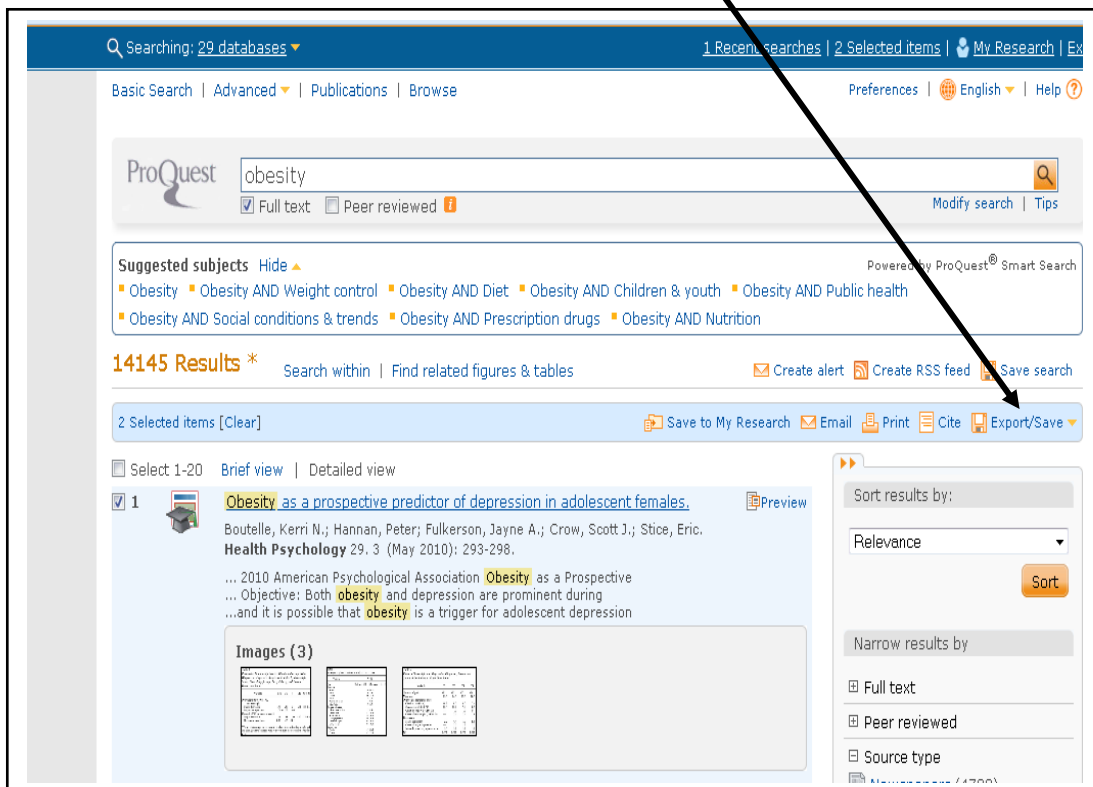 Searching: 29 databases
1 Recent searches | 2 Selected items | My Research | Ex
Basic Search | Advanced | Publications | Browse
Preferences | English | Help ?
ProQuest
obesity
Full text Peer reviewed i
Modify search | Tips
Suggested subjects Hide
Powered by ProQuest® Smart Search
Obesity Obesity AND Weight control Obesity AND Diet Obesity AND Children & youth Obesity AND Public health
Obesity AND Social conditions & trends Obesity AND Prescription drugs Obesity AND Nutrition
14145 Results * Search within | Find related figures & tables
Create alert Create RSS feed Save search
2 Selected items [Clear]
Save to My Research Email Print Cite Export/Save
Select 1-20 Brief view | Detailed view
1 Obesity as a prospective predictor of depression in adolescent females. Preview
Boutelle, Kerri N.; Hannan, Peter; Fulkerson, Jayne A.; Crow, Scott J.; Stice, Eric.
Health Psychology 29. 3 (May 2010): 293-298.
... 2010 American Psychological Association Obesity as a Prospective
... Objective: Both obesity and depression are prominent during
...and it is possible that obesity is a trigger for adolescent depression
Images (3)
Sort results by:
Relevance
Sort
Narrow results by
Full text
Peer reviewed
Source type